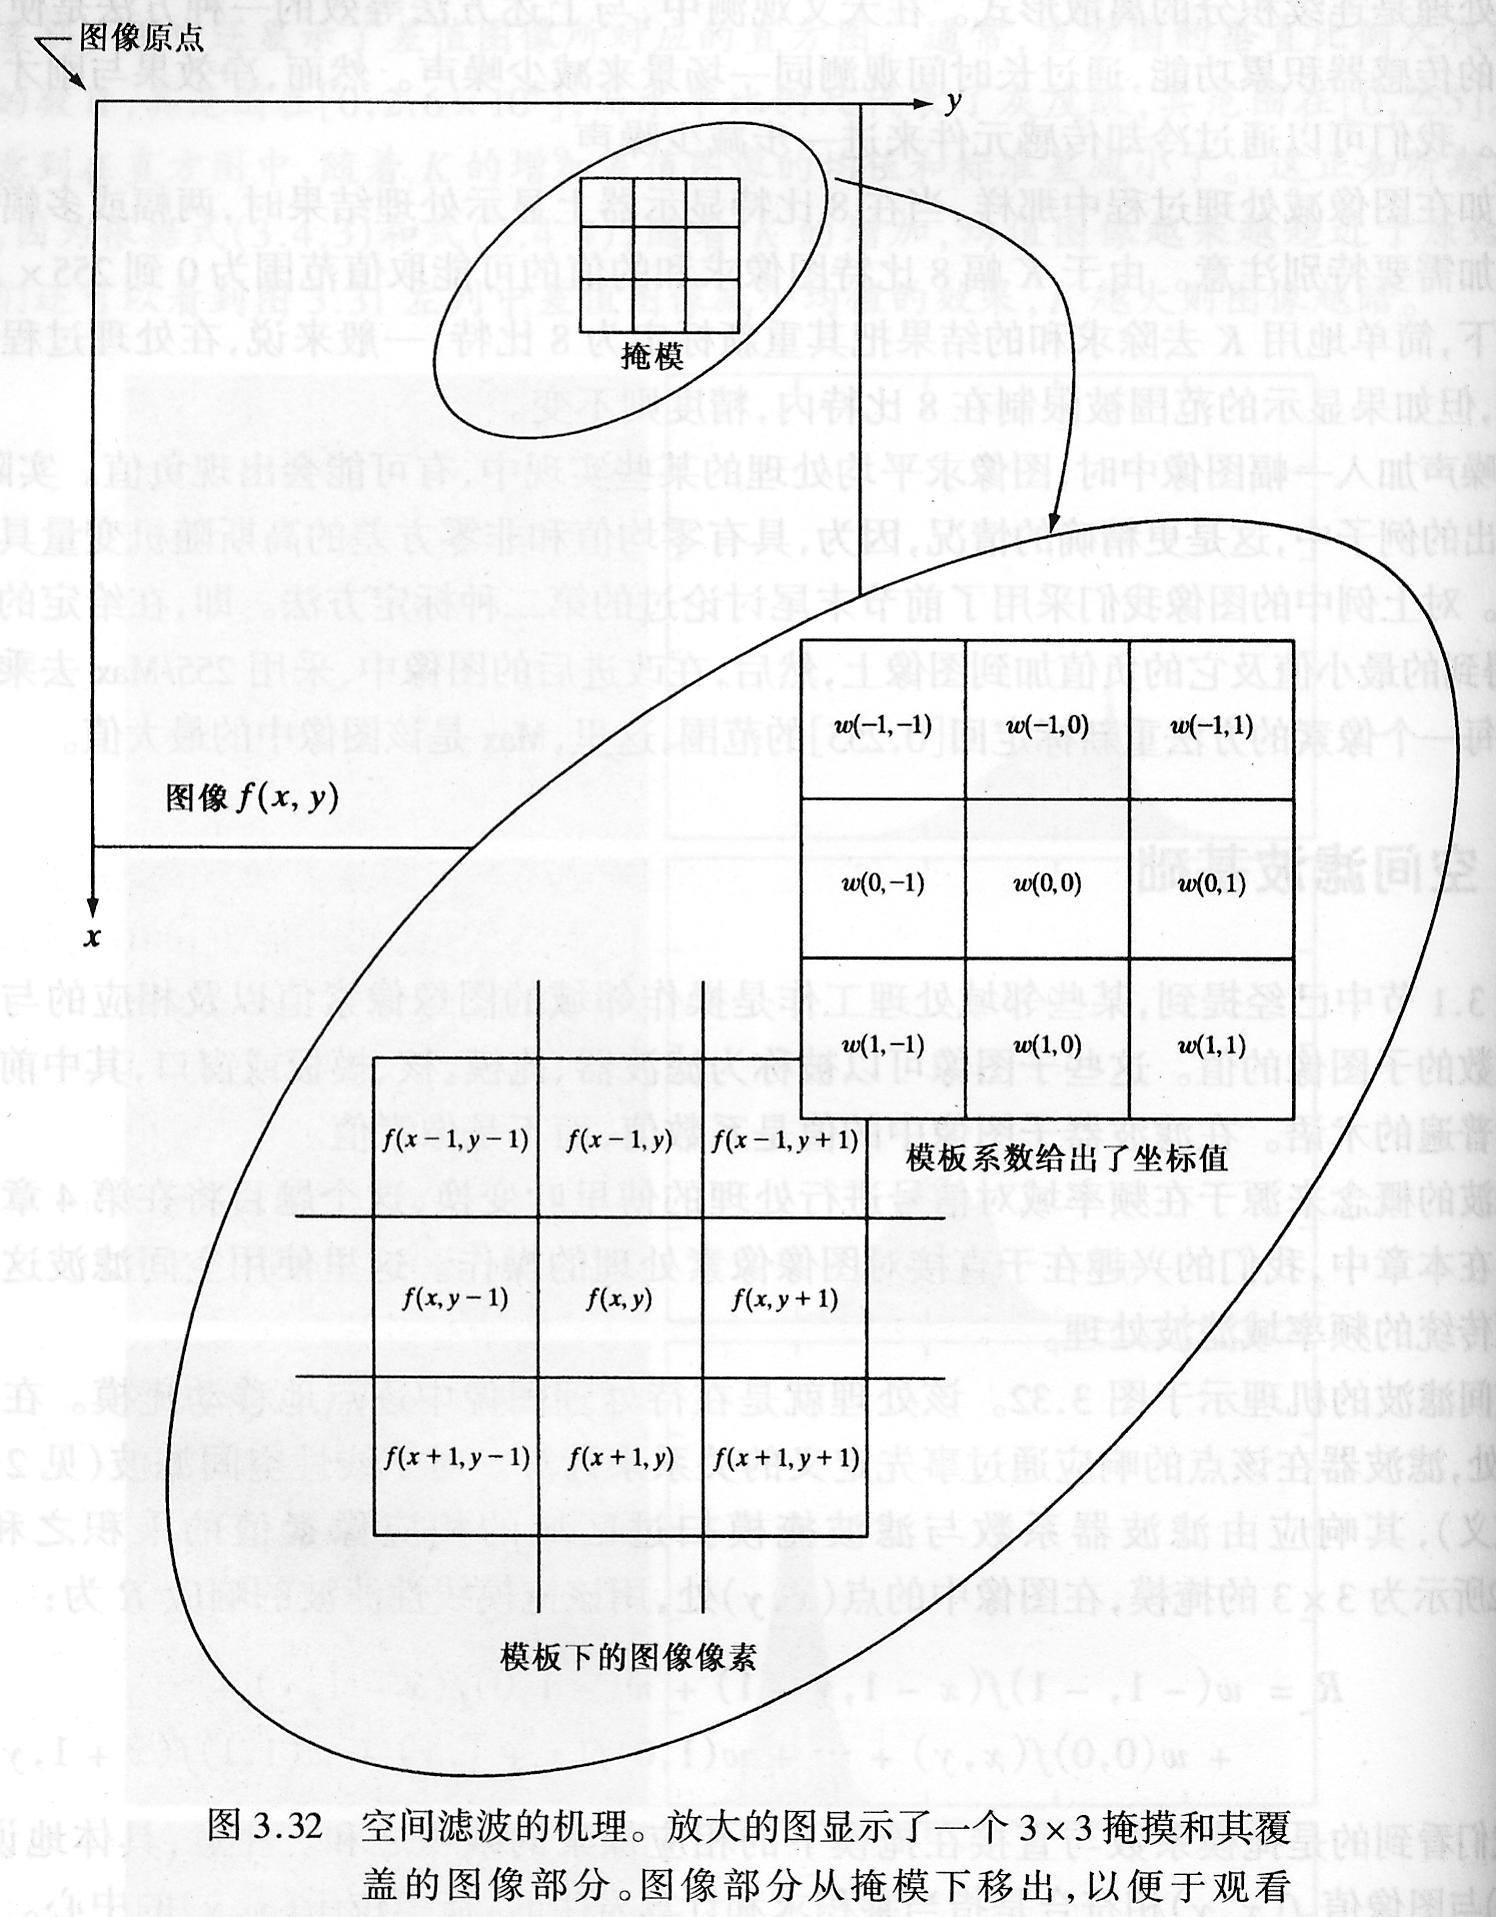 图像原点
y
掩模
w(-1,-1) w(-1,0) w(-1,1)
图像 f(x, y)
w(0,-1) w(0,0) w(0,1)
x
w(1,-1) w(1,0) w(1,1)
f(x-1,y-1) f(x-1,y) f(x-1,y+1)
模板系数给出了坐标值
f(x,y-1) f(x,y) f(x,y+1)
f(x+1,y-1) f(x+1,y) f(x+1,y+1)
模板下的图像像素
图 3.32 空间滤波的机理。放大的图显示了一个 3×3 掩摸和其覆
盖的图像部分。图像部分从掩模下移出,以便于观看